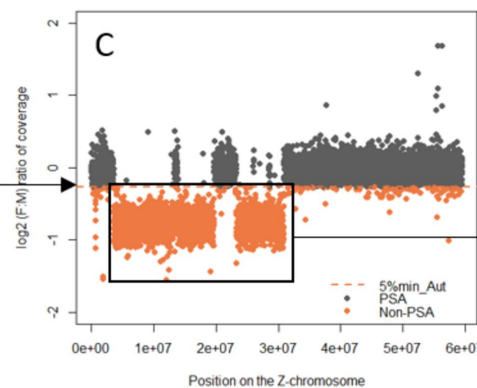 C
2
1
0
-1
-2
log2 (F:M) ratio of coverage
5%min_Aut
PSA
Non-PSA
0e+00 1e+07 2e+07 3e+07 4e+07 5e+07 6e+07
Position on the Z-chromosome